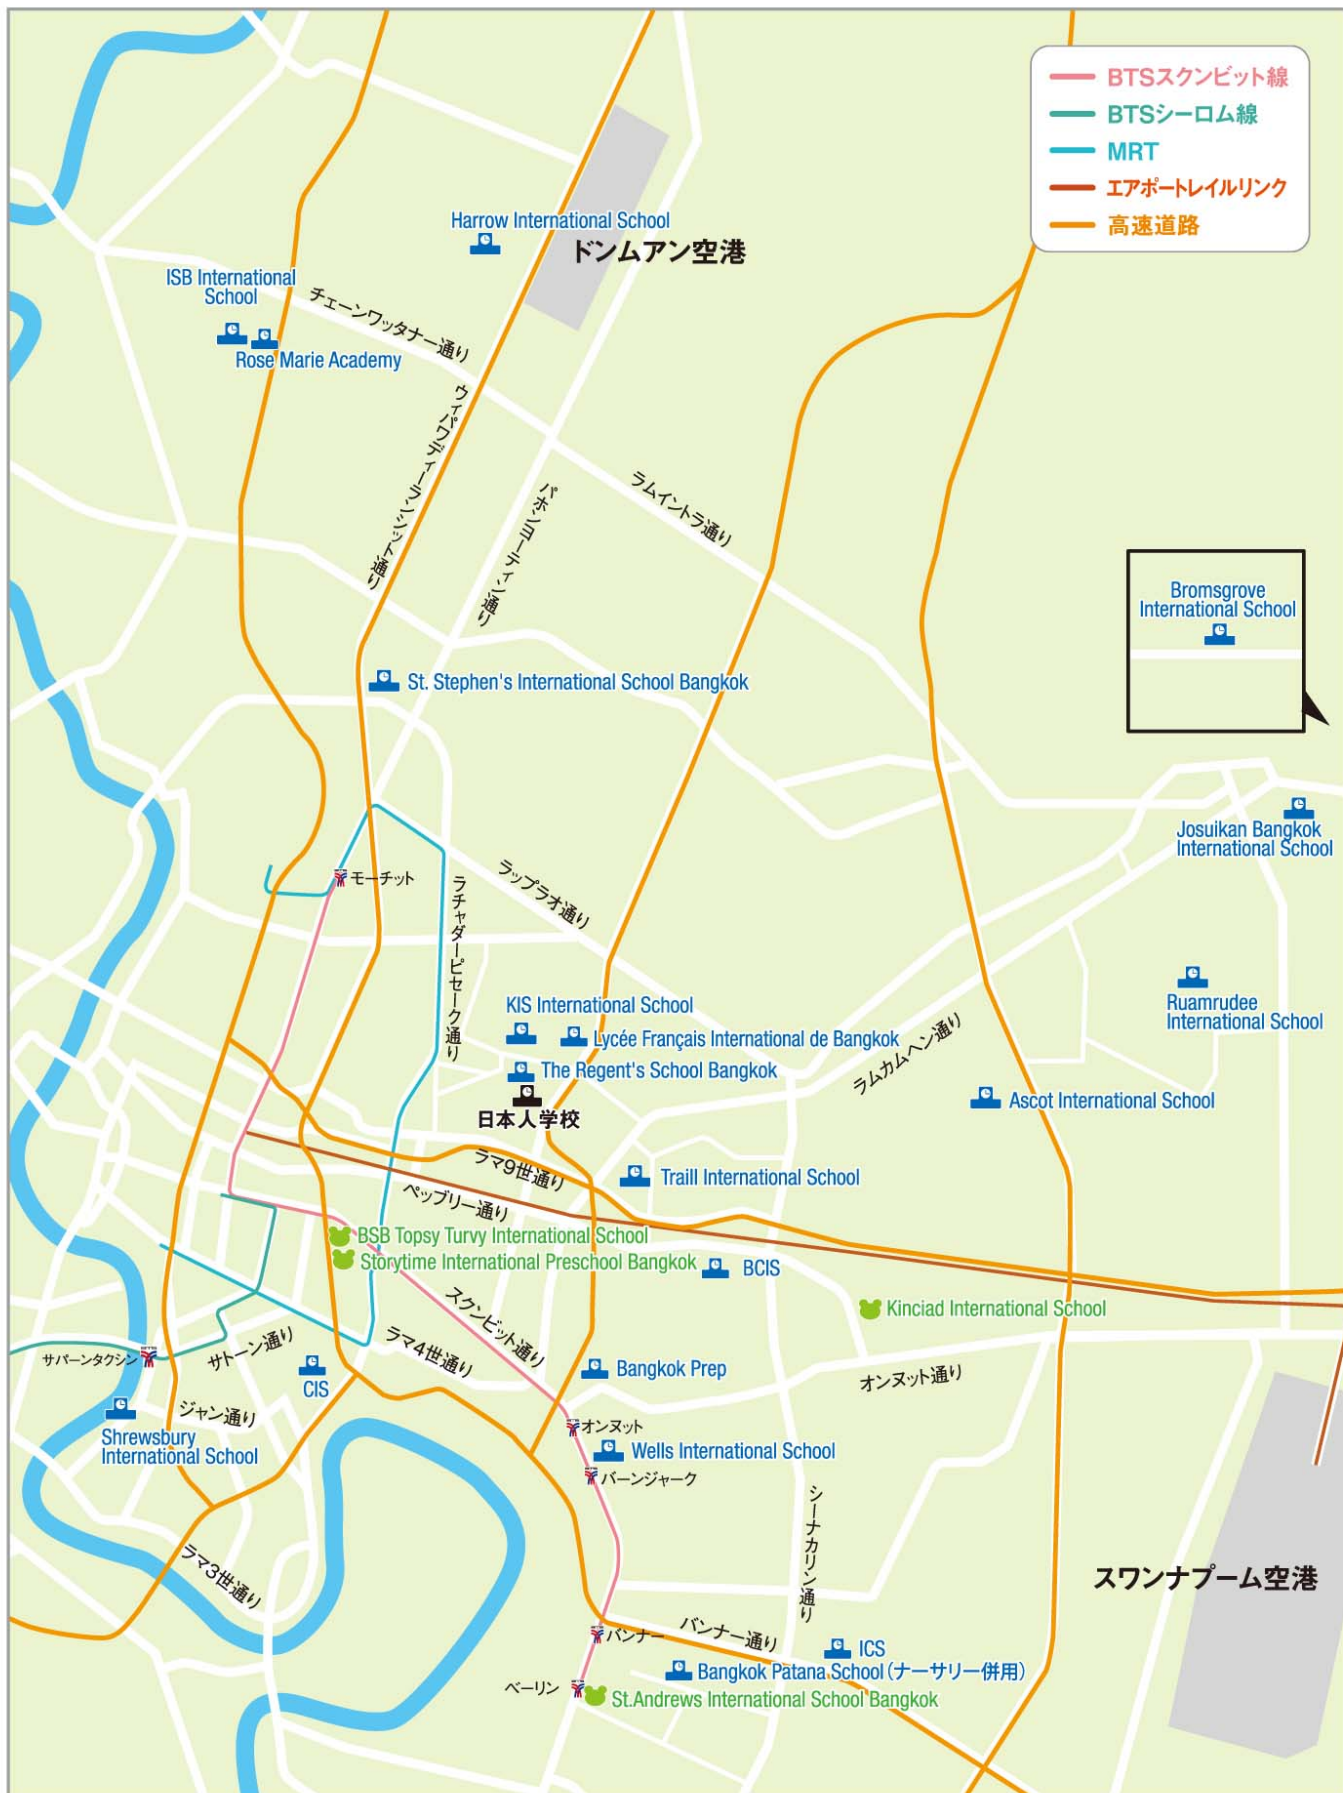 BTSスクンビット線
BTSシーロム線
MRT
エアポートレイルリンク
高速道路
Harrow International School
ドンムアン空港
ISB International
School
チェーンワッタナー通り
Rose Marie Academy
ウィパワディーランシット通り
パホンヨーティン通り
ラムイントラ通り
Bromsgrove
International School
St. Stephen's International School Bangkok
Josuikan Bangkok
International School
モーチット
ラップラオ通り
ラチャダーピセーク通り
Ruamrudee
International School
KIS International School
Lycée Français International de Bangkok
ラムカムヘン通り
The Regent's School Bangkok
日本人学校
Ascot International School
ラマ9世通り
Traill International School
ペッブリー通り
BSB Topsy Turvy International School
Storytime International Preschool Bangkok
BCIS
Kinciad International School
スクンビット通り
サパーンタクシン
サトーン通り
ラマ4世通り
CIS
Bangkok Prep
オンヌット通り
Shrewsbury
International School
ジャン通り
オンヌット
Wells International School
バーンジャーク
シーナカリン通り
スワンナプーム空港
ラマ3世通り
バンナー
バンナー通り
ICS
Bangkok Patana School(ナーサリー併用)
ベーリン
St.Andrews International School Bangkok